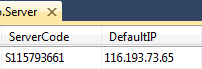 o.Server
ServerCode DefaultIP
S115793661 116.193.73.65